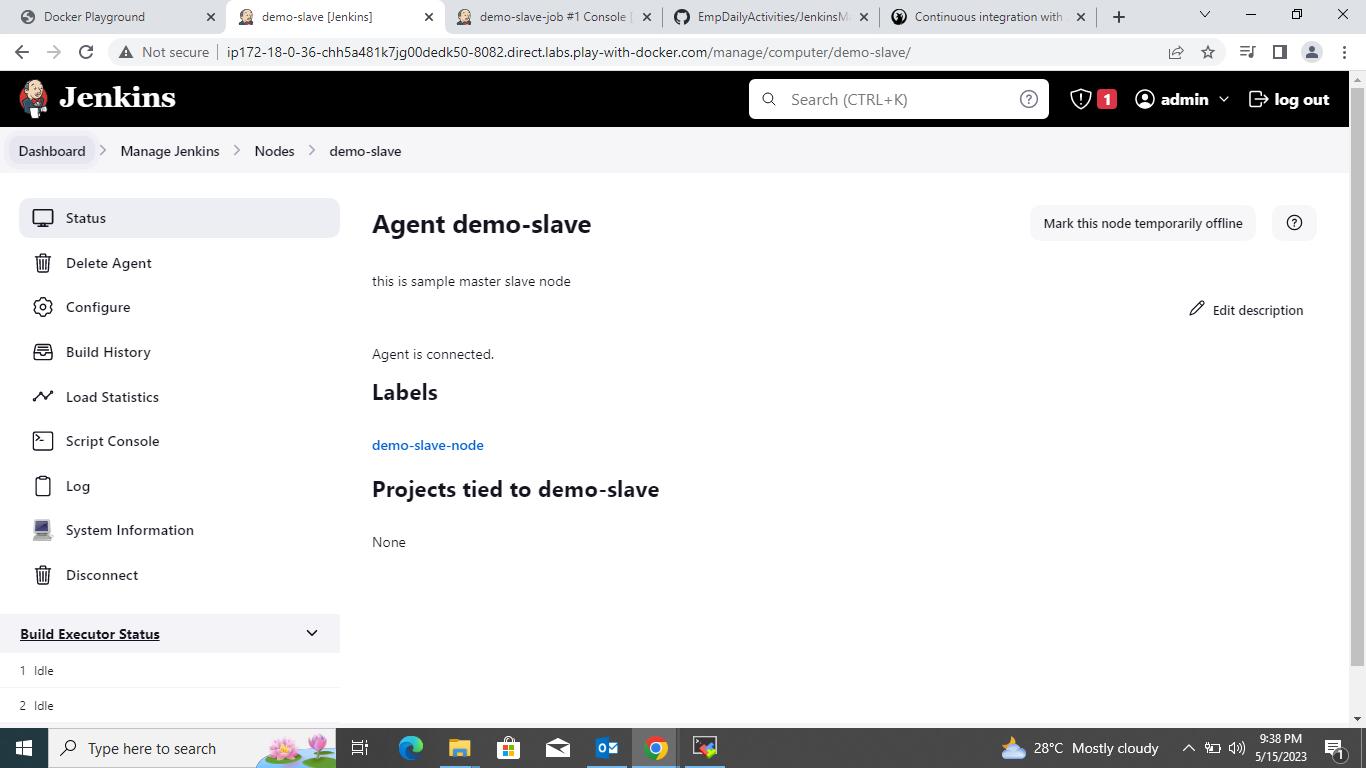 Docker Playground
demo-slave [Jenkins]
demo-slave-job #1 Console [
EmpDailyActivities/JenkinsMa
Continuous integration with
Not secure
ip172-18-0-36-chh5a481k7jg00dedk50-8082.direct.labs.play-with-docker.com/manage/computer/demo-slave/
Jenkins
Search (CTRL+K)
1
admin
log out
Dashboard
Manage Jenkins
Nodes
demo-slave
Status
Delete Agent
Configure
Build History
Load Statistics
Script Console
Log
System Information
Disconnect
Build Executor Status
1 Idle
2 Idle
Agent demo-slave
Mark this node temporarily offline
this is sample master slave node
Edit description
Agent is connected.
Labels
demo-slave-node
Projects tied to demo-slave
None
Type here to search
28°C Mostly cloudy
9:38 PM
5/15/2023
1